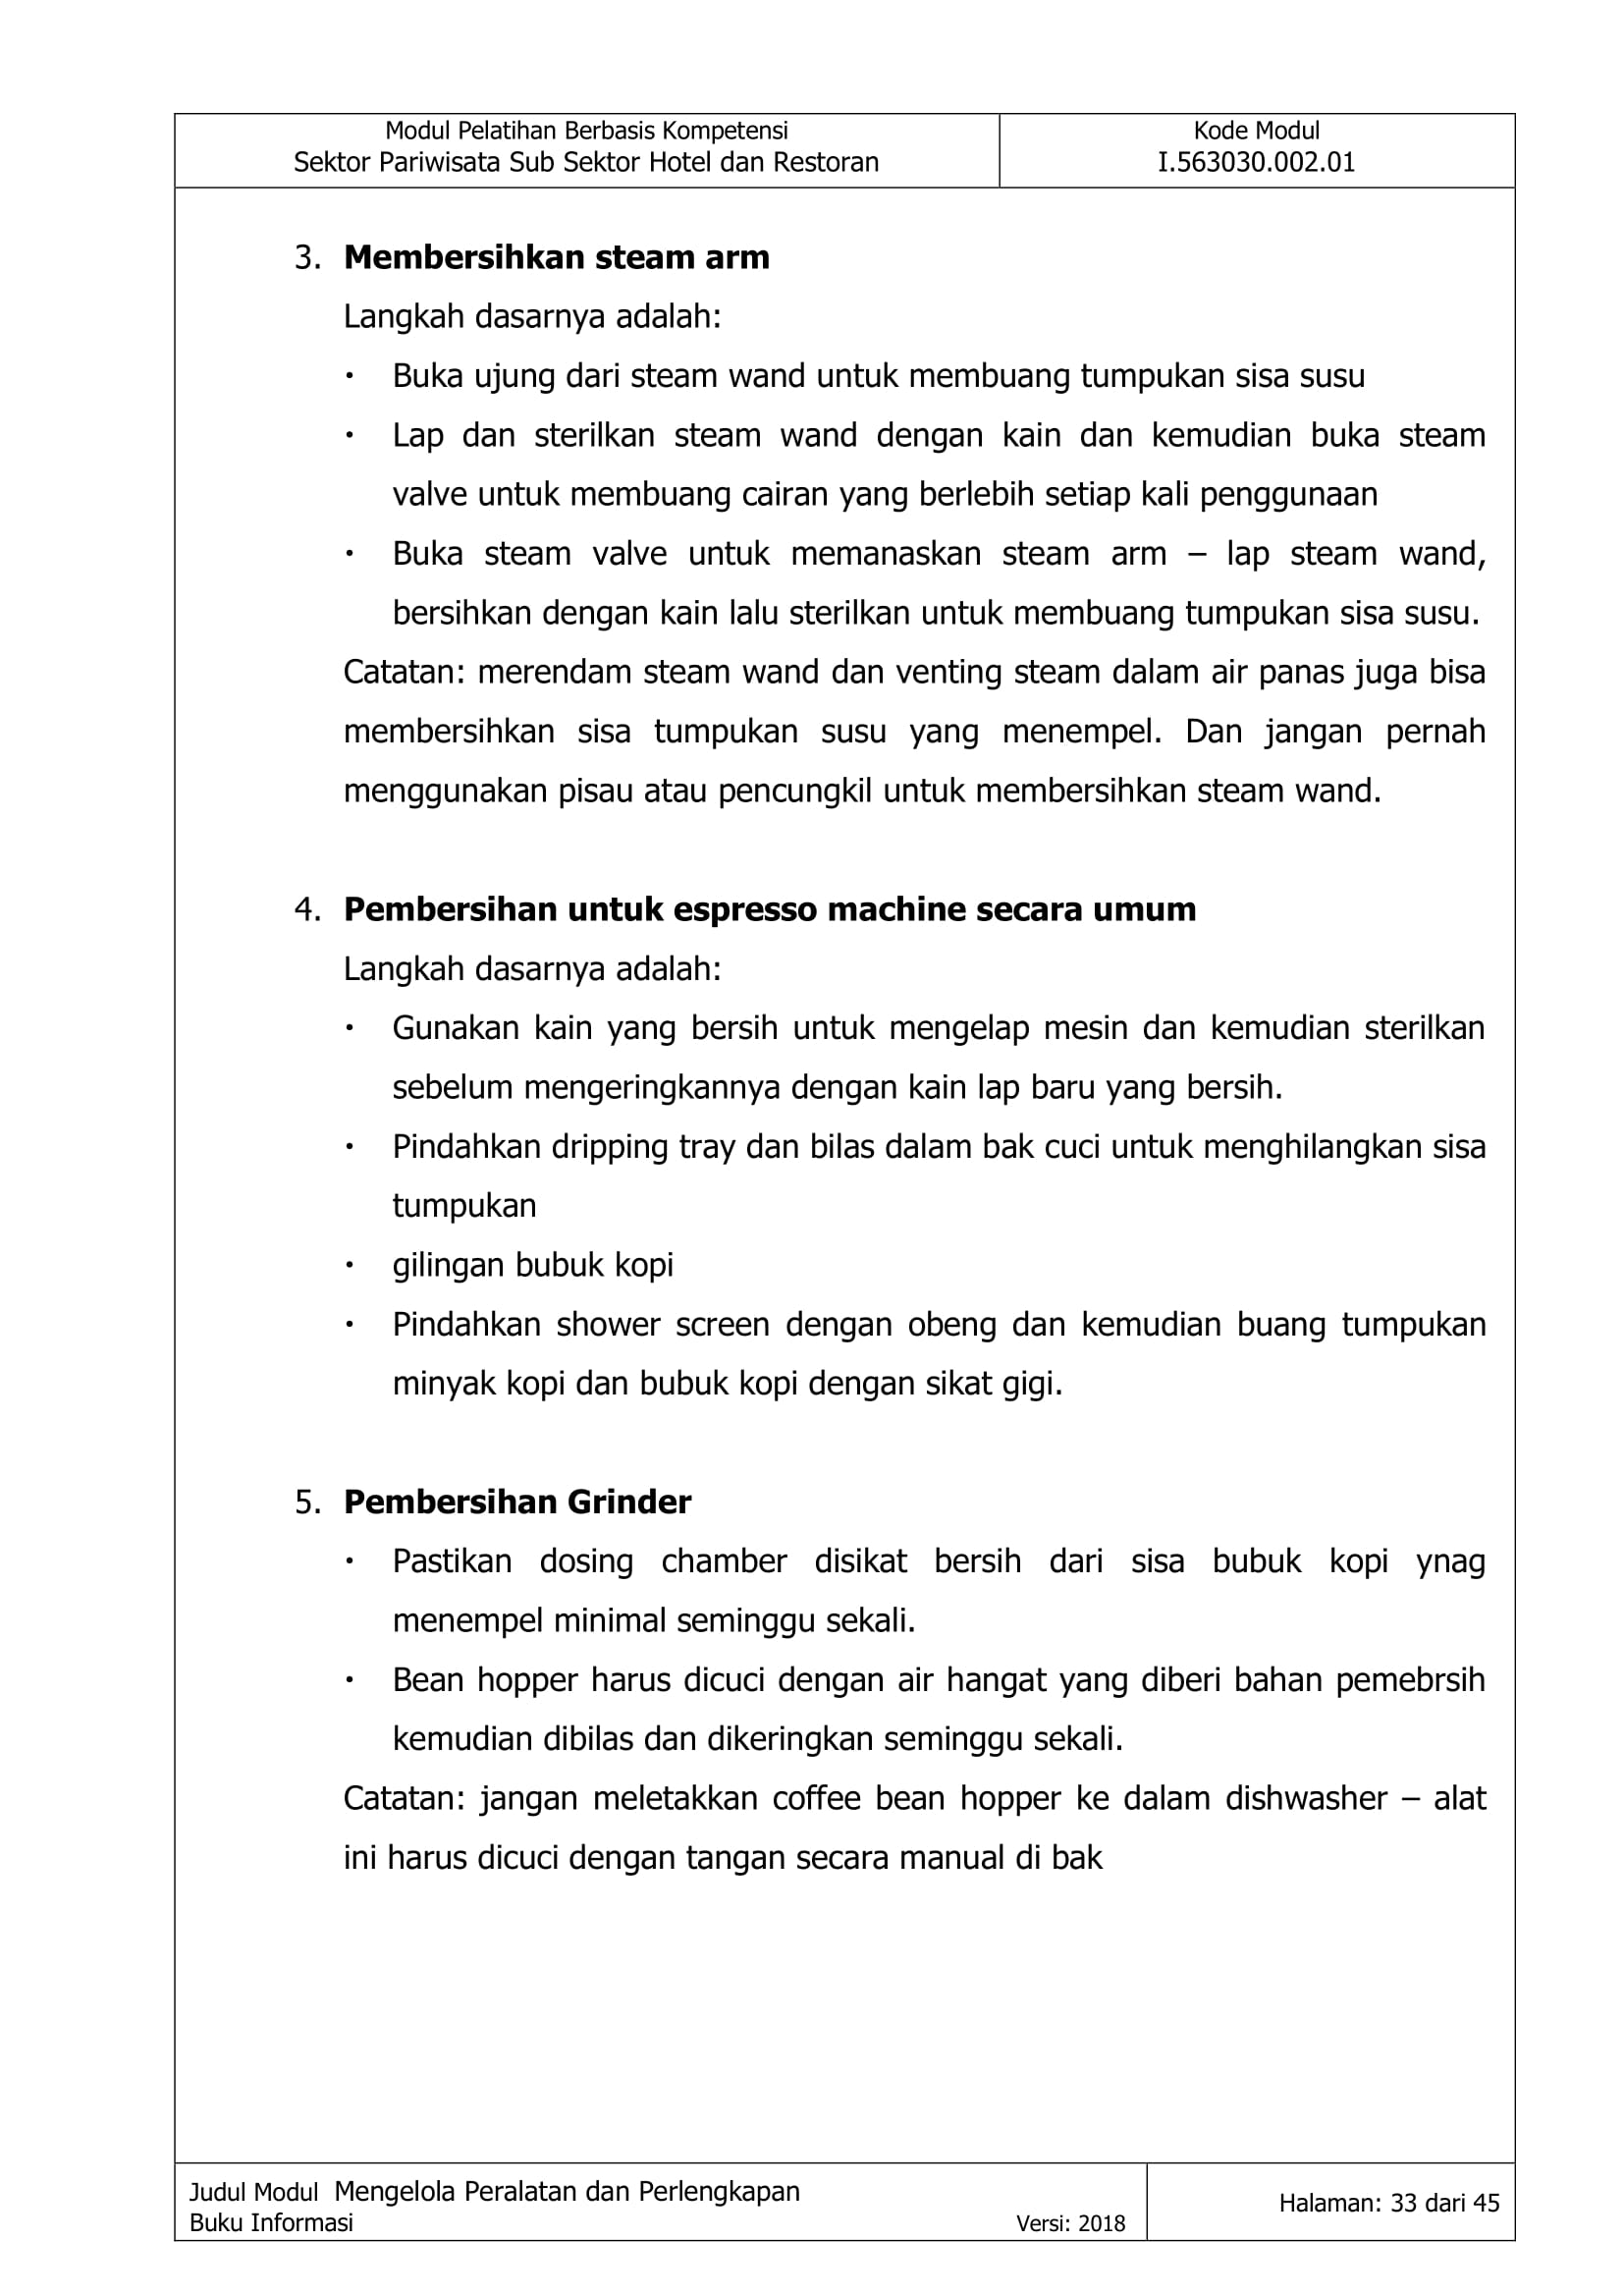 Modul Pelatihan Berbasis Kompetensi
Sektor Pariwisata Sub Sektor Hotel dan Restoran
Kode Modul
I.563030.002.01
3. Membersihkan steam arm
Langkah dasarnya adalah:
• Buka ujung dari steam wand untuk membuang tumpukan sisa susu
• Lap dan sterilkan steam wand dengan kain dan kemudian buka steam
valve untuk membuang cairan yang berlebih setiap kali penggunaan
• Buka steam valve untuk memanaskan steam arm – lap steam wand,
bersihkan dengan kain lalu sterilkan untuk membuang tumpukan sisa susu.
Catatan: merendam steam wand dan venting steam dalam air panas juga bisa
membersihkan sisa tumpukan susu yang menempel. Dan jangan pernah
menggunakan pisau atau pencungkil untuk membersihkan steam wand.
4. Pembersihan untuk espresso machine secara umum
Langkah dasarnya adalah:
• Gunakan kain yang bersih untuk mengelap mesin dan kemudian sterilkan
sebelum mengeringkannya dengan kain lap baru yang bersih.
• Pindahkan dripping tray dan bilas dalam bak cuci untuk menghilangkan sisa
tumpukan
• gilingan bubuk kopi
• Pindahkan shower screen dengan obeng dan kemudian buang tumpukan
minyak kopi dan bubuk kopi dengan sikat gigi.
5. Pembersihan Grinder
• Pastikan dosing chamber disikat bersih dari sisa bubuk kopi ynag
menempel minimal seminggu sekali.
• Bean hopper harus dicuci dengan air hangat yang diberi bahan pemebrsih
kemudian dibilas dan dikeringkan seminggu sekali.
Catatan: jangan meletakkan coffee bean hopper ke dalam dishwasher – alat
ini harus dicuci dengan tangan secara manual di bak
Judul Modul Mengelola Peralatan dan Perlengkapan
Buku Informasi
Versi: 2018
Halaman: 33 dari 45